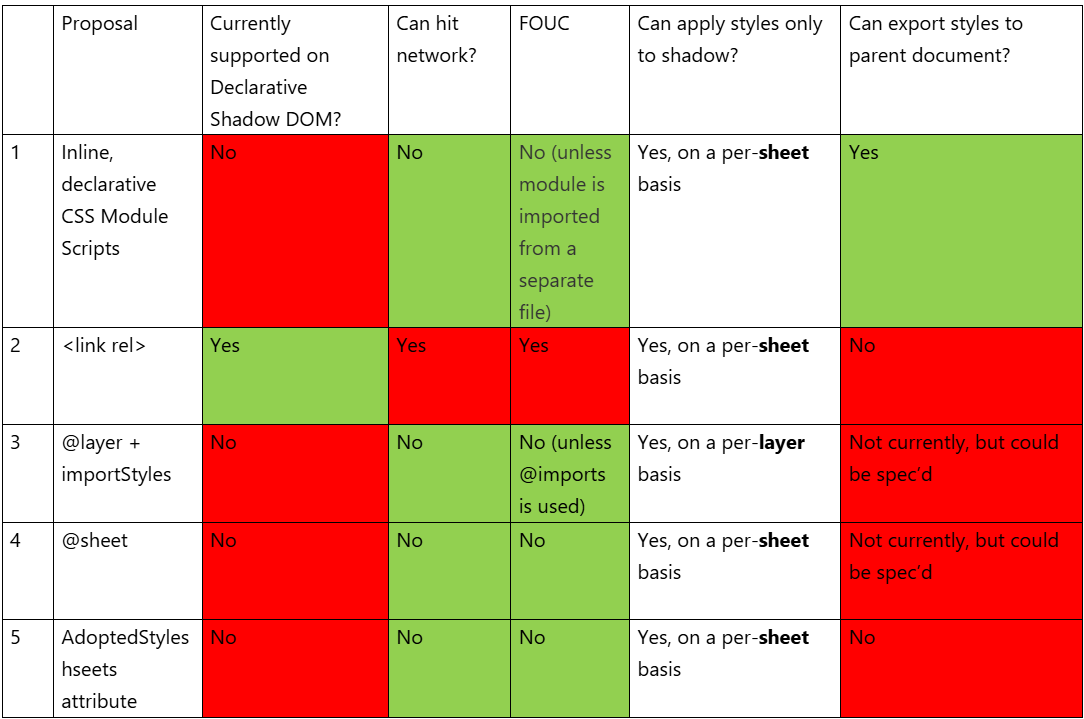 Proposal
Currently
supported on
Declarative
Shadow DOM?
Can hit
network?
FOUC
Can apply styles only
to shadow?
Can export styles to
parent document?
1
Inline,
declarative
CSS Module
Scripts
No
No
No (unless
module is
imported
from a
separate
file)
Yes, on a per-sheet
basis
Yes
2
<link rel>
Yes
Yes
Yes
Yes, on a per-sheet
basis
No
3
@layer +
importStyles
No
No
No (unless
@imports
is used)
Yes, on a per-layer
basis
Not currently, but could
be spec’d
4
@sheet
No
No
No
Yes, on a per-sheet
basis
Not currently, but could
be spec’d
5
AdoptedStyles
hseets
attribute
No
No
No
Yes, on a per-sheet
basis
No